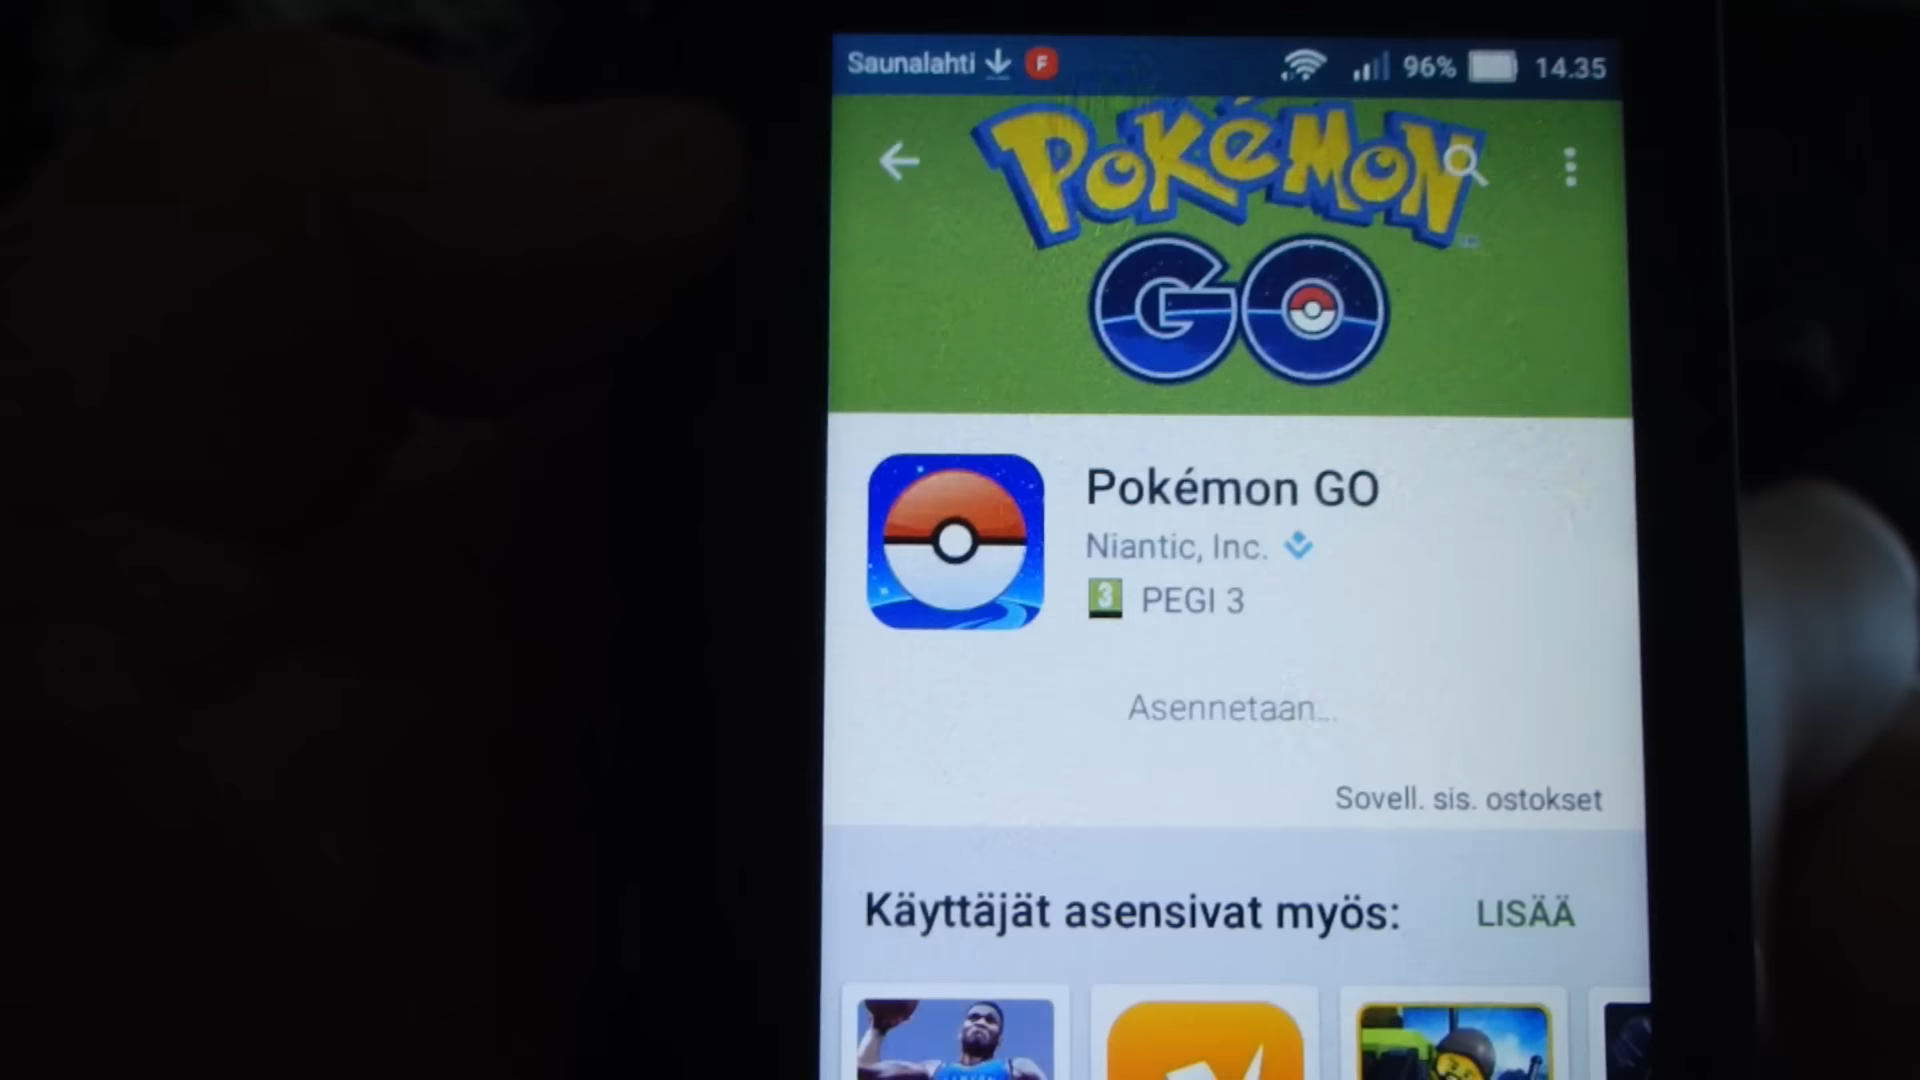 Saunalahti F 96% 14.35
POKéMON
GO
Pokémon GO
Niantic, Inc.
3 PEGI 3
Asennetaan...
Sovell. sis. ostokset
Käyttäjät asensivat myös: LISÄÄ